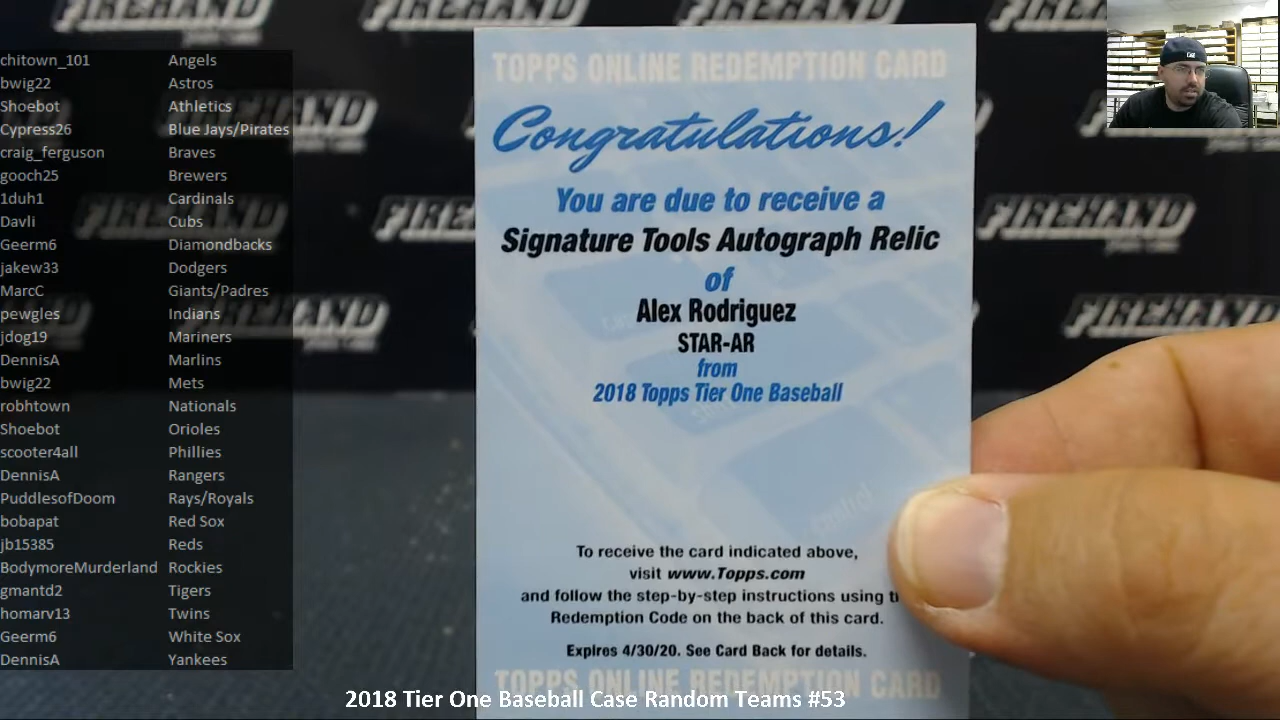 chitown_101 Angels
bwig22 Astros
Shoebot Athletics
Cypress26 Blue Jays/Pirates
craig_ferguson Braves
gooch25 Brewers
1duh1 Cardinals
Davli Cubs
Geerm6 Diamondbacks
jakew33 Dodgers
MarcC Giants/Padres
pewgles Indians
jdog19 Mariners
DennisA Marlins
bwig22 Mets
robhtown Nationals
Shoebot Orioles
scooter4all Phillies
DennisA Rangers
PuddlesofDoom Rays/Royals
bobapat Red Sox
jb15385 Reds
BodymoreMurderland Rockies
gmantd2 Tigers
homarv13 Twins
Geerm6 White Sox
DennisA Yankees
TOPPS ONLINE REDEMPTION CARD
Congratulations!
You are due to receive a
Signature Tools Autograph Relic
of
Alex Rodriguez
STAR-AR
from
2018 Topps Tier One Baseball
To receive the card indicated above,
visit www.Topps.com
and follow the step-by-step instructions using
Redemption Code on the back of this card.
Expires 4/30/20. See Card Back for details.
TOPPS ONLINE REDEMPTION CARD
FIREHAND
FIREHAND
FIREHAND
FIREHAND
FIREHAND
2018 Tier One Baseball Case Random Teams #53